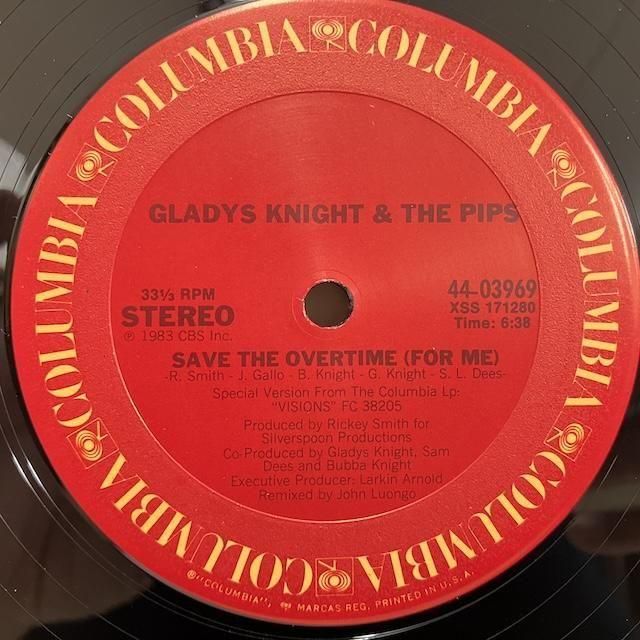 COLUMBIA COLUMBIA COLUMBIA COLUMBIA COLUMBIA COLUMBIA COLUMBIA COLUMBIA
GLADYS KNIGHT & THE PIPS
33⅓ RPM
STEREO
℗ 1983 CBS Inc.
44-03969
XSS 171280
Time: 6:38
SAVE THE OVERTIME (FOR ME)
-R. Smith - J. Gallo - B. Knight - G. Knight - S. L. Dees-
Special Version From The Columbia Lp:
"VISIONS" FC 38205
Produced by Rickey Smith for
Silverspoon Productions
Co-Produced by Gladys Knight, Sam
Dees and Bubba Knight
Executive Producer: Larkin Arnold
Remixed by John Luongo
®"COLUMBIA", MARCAS REG. PRINTED IN U.S.A.